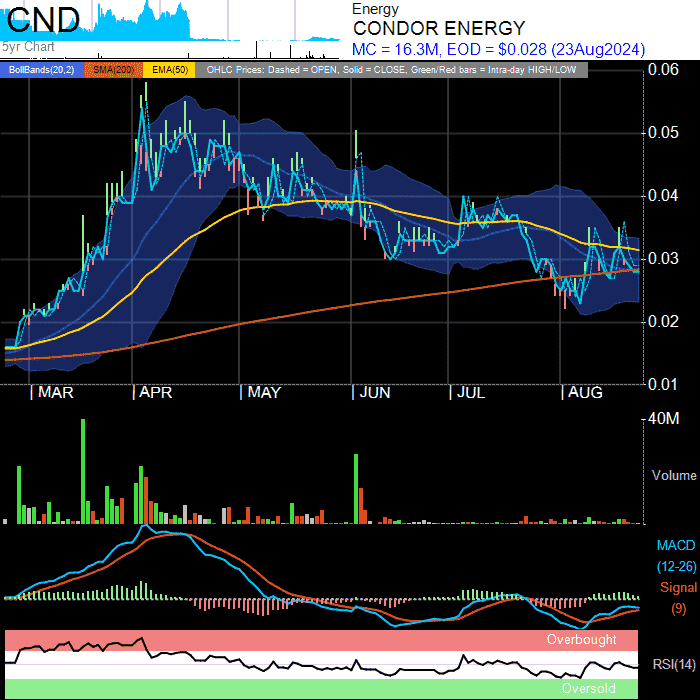 CND
Energy
CONDOR ENERGY
5yr Chart
MC = 16.3M, EOD = $0.028 (23Aug2024)
BollBands(20,2) SMA(200) EMA(50) OHLC Prices: Dashed = OPEN, Solid = CLOSE, Green/Red bars = Intra-day HIGH/LOW
0.06
0.05
0.04
0.03
0.02
0.01
MAR APR MAY JUN JUL AUG
40M
Volume
MACD
(12-26)
Signal
(9)
Overbought
RSI(14)
Oversold